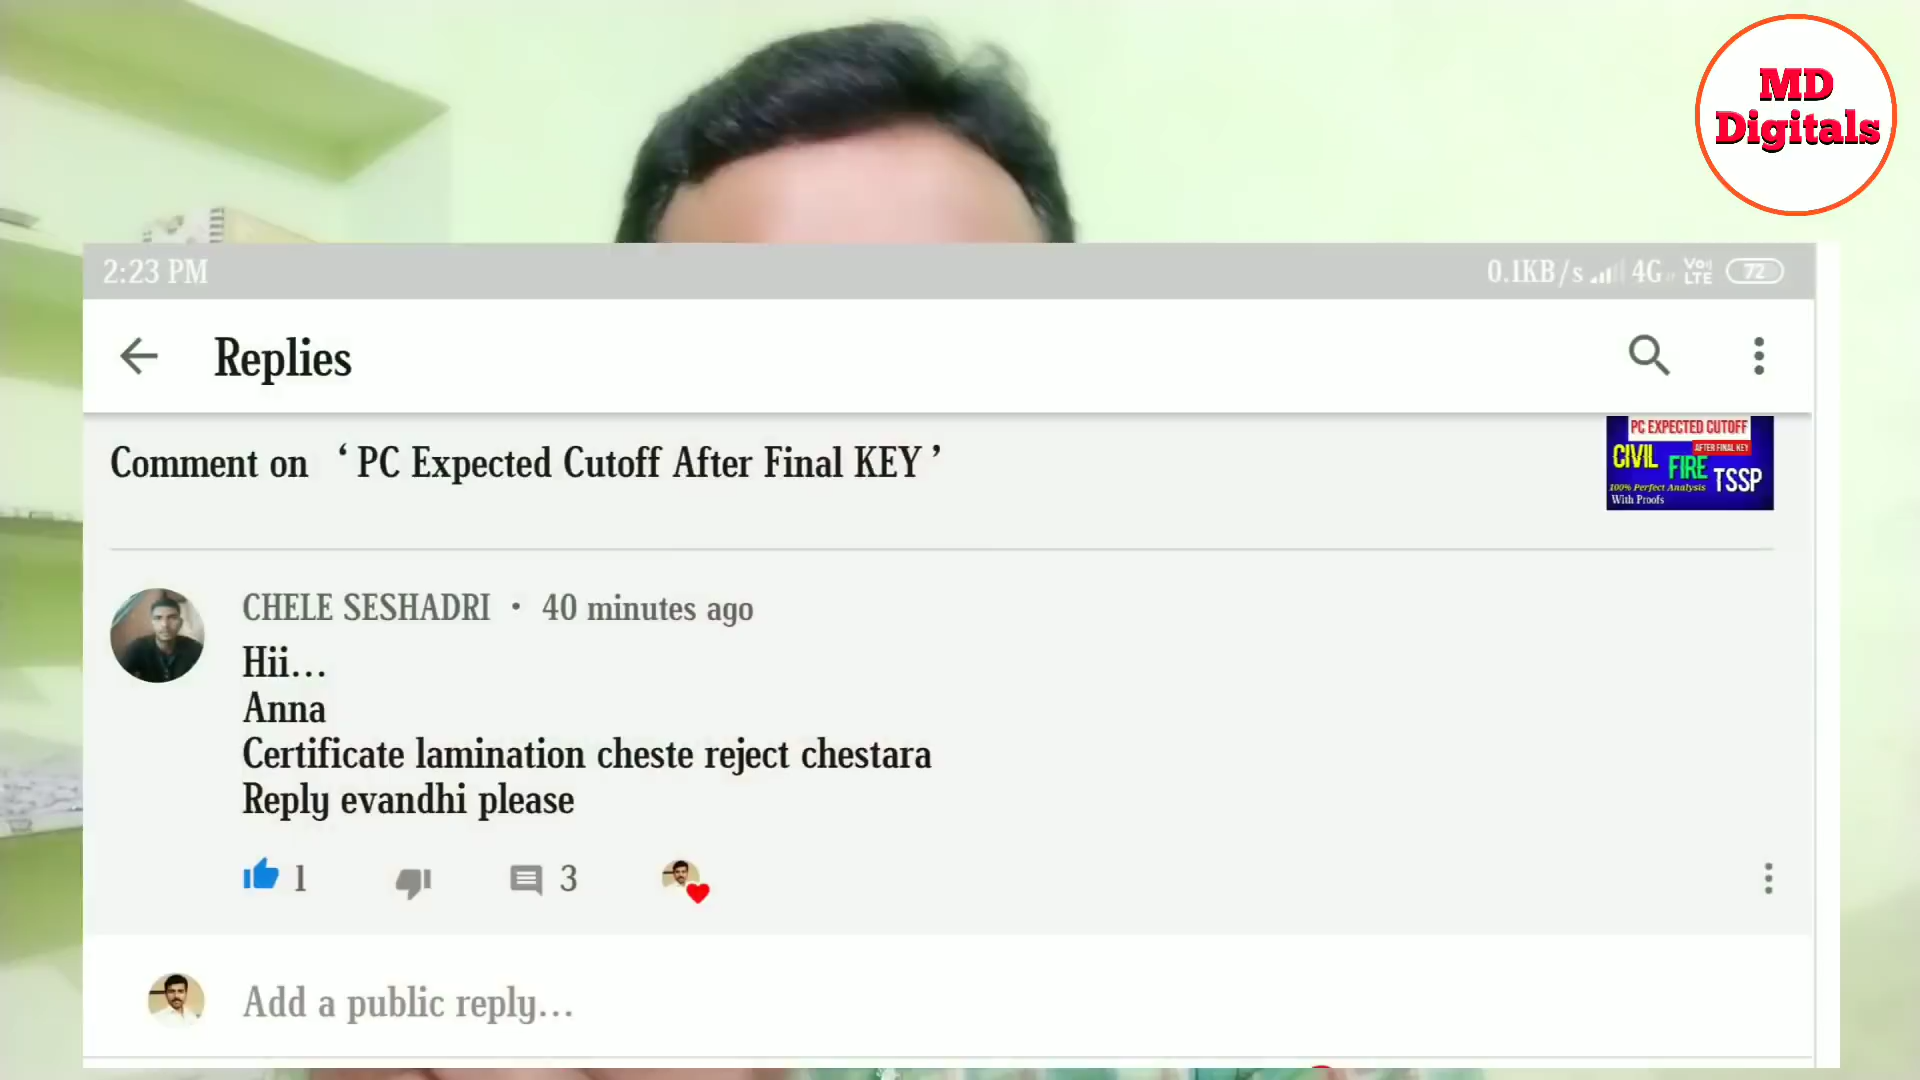 MD
Digitals
2:23 PM
0.1KB/s 4G Vo LTE 72
Replies
Comment on ‘PC Expected Cutoff After Final KEY’
PC EXPECTED CUTOFF
AFTER FINAL KEY
CIVIL FIRE TSSP
100% Perfect Analysis
With Proofs
CHELE SESHADRI • 40 minutes ago
Hii...
Anna
Certificate lamination cheste reject chestara
Reply evandhi please
1 3
Add a public reply...